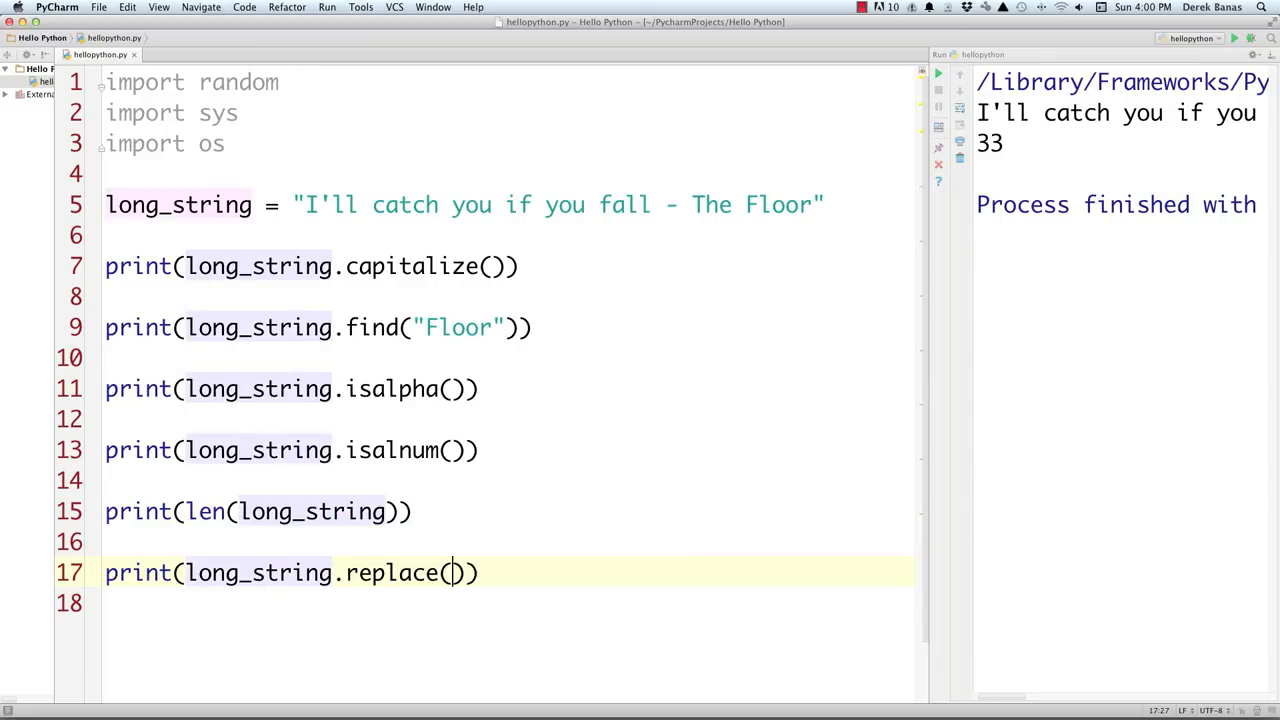 PyCharm File Edit View Navigate Code Refactor Run Tools VCS Window Help 10 Sun 4:00 PM Derek Banas
hellopython.py - Hello Python - [~/PycharmProjects/Hello Python]
Hello Python hellopython.py hellopython
hellopython.py × Run hellopython
Hello P
hello
Externa
1 import random
2 import sys
3 import os
4
5 long_string = "I'll catch you if you fall - The Floor"
6
7 print(long_string.capitalize())
8
9 print(long_string.find("Floor"))
10
11 print(long_string.isalpha())
12
13 print(long_string.isalnum())
14
15 print(len(long_string))
16
17 print(long_string.replace())
18
/Library/Frameworks/Py
I'll catch you if you
33
Process finished with
17:27 LF UTF-8